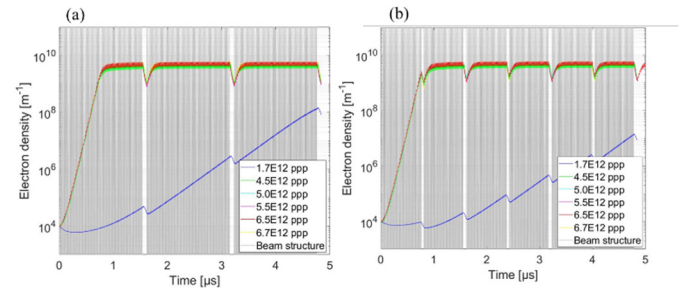 (a)
Electron density [m⁻¹]
10¹⁰
10⁸
10⁶
10⁴
0 1 2 3 4 5
Time [μs]
1.7E12 ppp
4.5E12 ppp
5.0E12 ppp
5.5E12 ppp
6.5E12 ppp
6.7E12 ppp
Beam structure
(b)
Electron density [m⁻¹]
10¹⁰
10⁸
10⁶
10⁴
0 1 2 3 4 5
Time [μs]
1.7E12 ppp
4.5E12 ppp
5.0E12 ppp
5.5E12 ppp
6.5E12 ppp
6.7E12 ppp
Beam structure